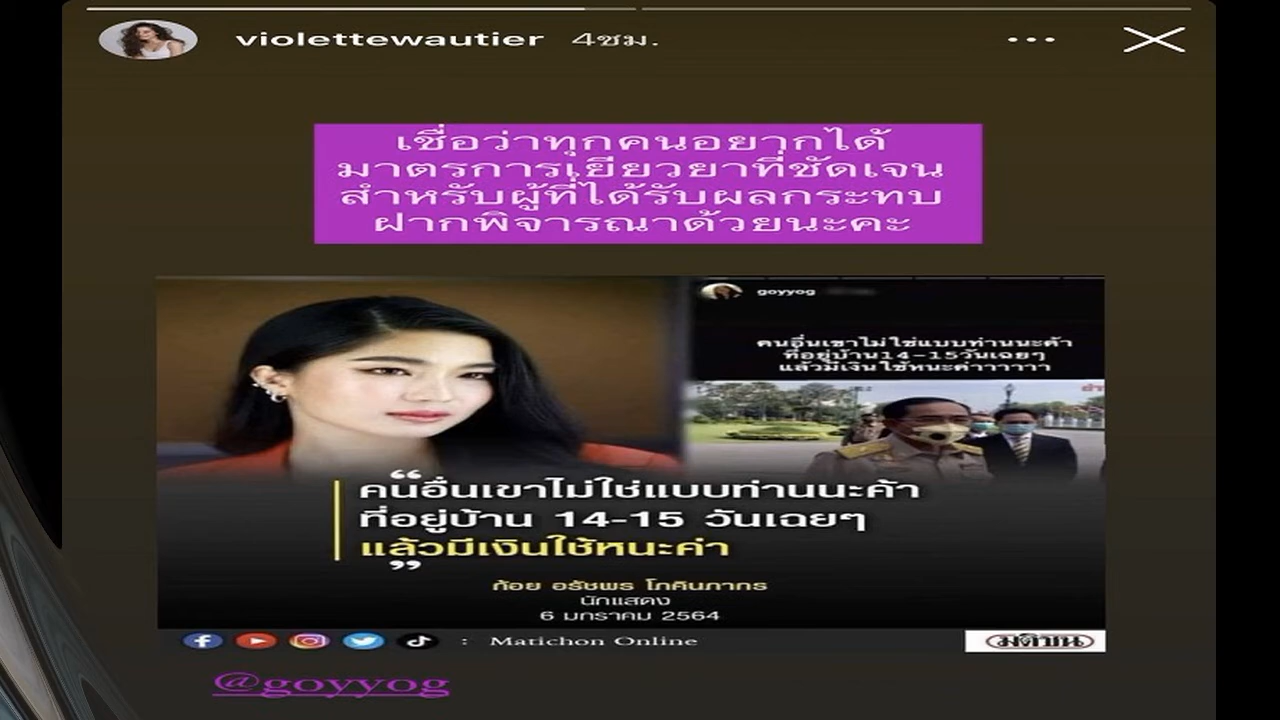 violettewautier 4ชม.
เชื่อว่าทุกคนอยากได้
มาตรการเยียวยาที่ชัดเจน
สำหรับผู้ที่ได้รับผลกระทบ
ฝากพิจารณาด้วยนะคะ
goyyog
คนอื่นเขาไม่ใช่แบบท่านนะค้า
ที่อยู่บ้าน14-15วันเฉยๆ
แล้วมีเงินใช้หนะค่ำาาาาาา
“คนอื่นเขาไม่ใช่แบบท่านนะค้า
ที่อยู่บ้าน 14-15 วันเฉยๆ
แล้วมีเงินใช้หนะค่ำ”
ก้อย อรัชพร โภคินภากร
นักแสดง
6 มกราคม 2564
: Matichon Online
มติชน
@goyyog